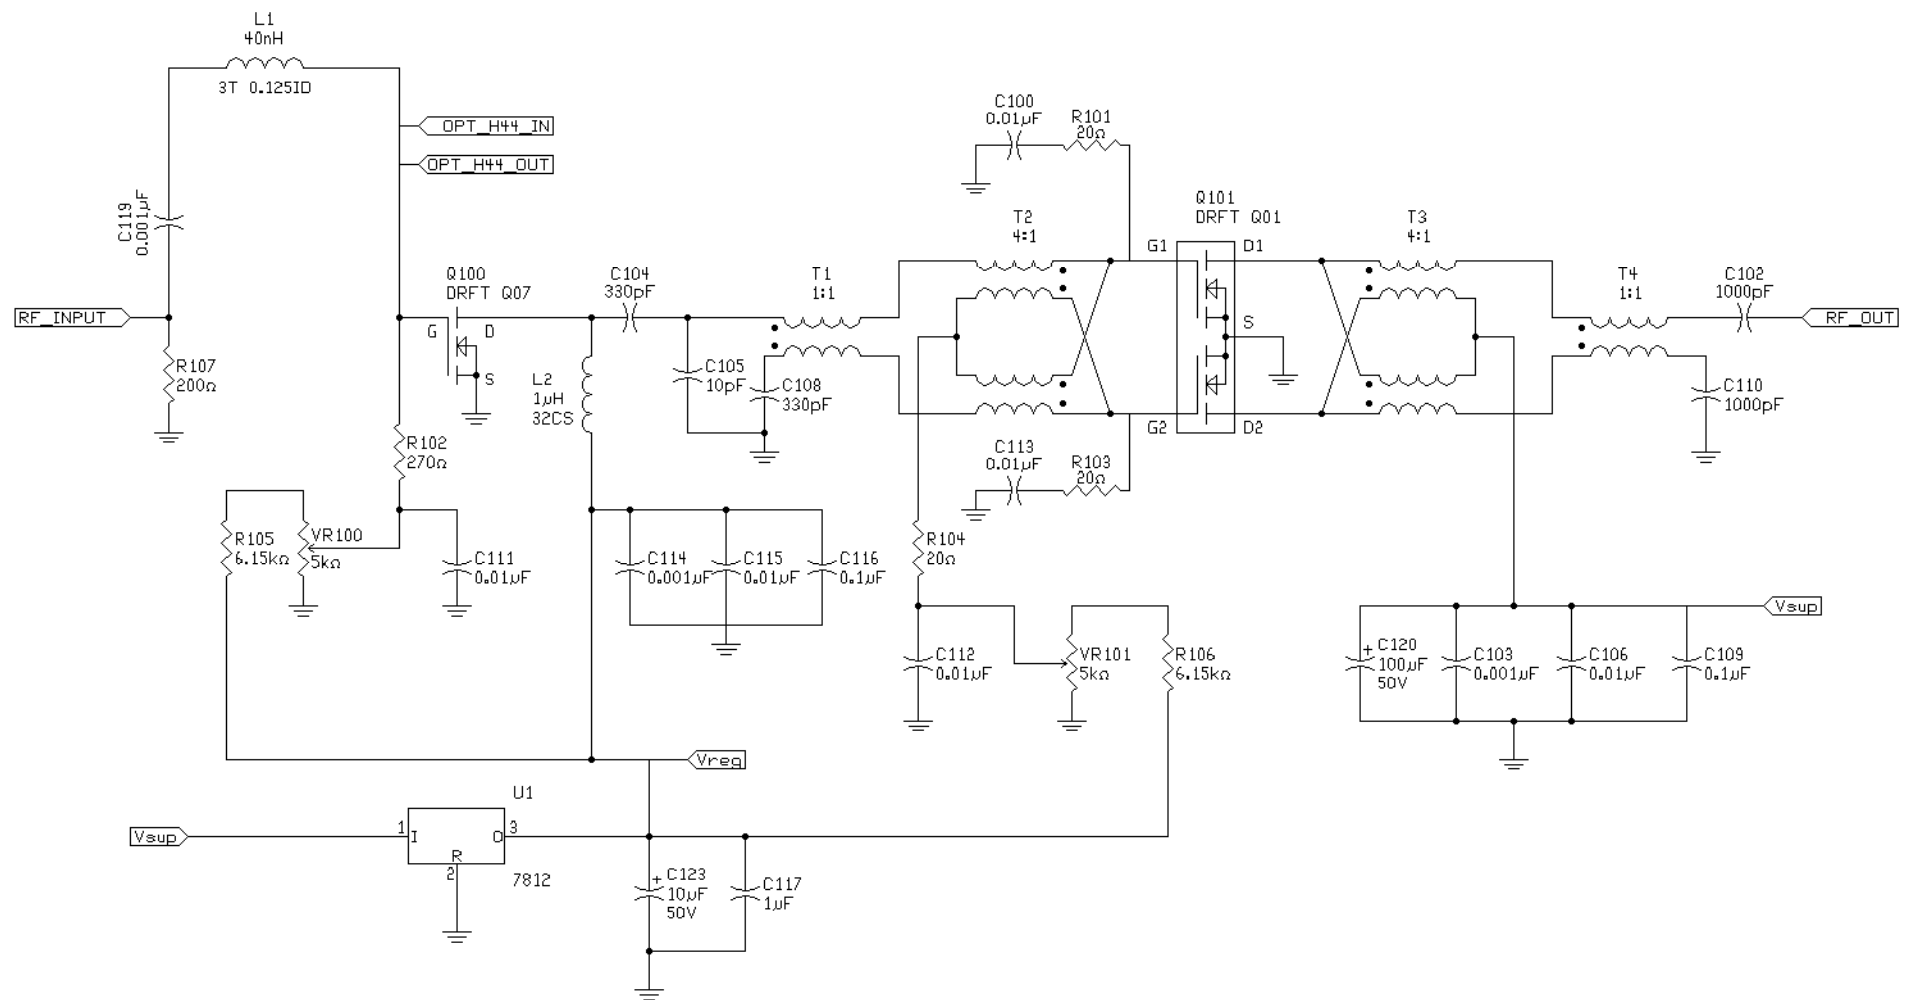 L1
40nH
3T 0.125ID
OPT_H44_IN
OPT_H44_OUT
C119
0.001µF
RF_INPUT
R107
200Ω
Q100
DRFT Q07
G
D
S
R102
270Ω
R105
6.15kΩ
VR100
5kΩ
C111
0.01µF
L2
1µH
32CS
C104
330pF
C105
10pF
C108
330pF
T1
1:1
C114
0.001µF
C115
0.01µF
C116
0.1µF
C100
0.01µF
R101
20Ω
T2
4:1
Q101
DRFT Q01
G1
D1
S
G2
D2
C113
0.01µF
R103
20Ω
R104
20Ω
C112
0.01µF
VR101
5kΩ
R106
6.15kΩ
T3
4:1
T4
1:1
C102
1000pF
RF_OUT
C110
1000pF
Vsup
+
C120
100µF
50V
C103
0.001µF
C106
0.01µF
C109
0.1µF
Vreg
U1
Vsup
1
I
O
3
R
2
7812
+
C123
10µF
50V
C117
1µF